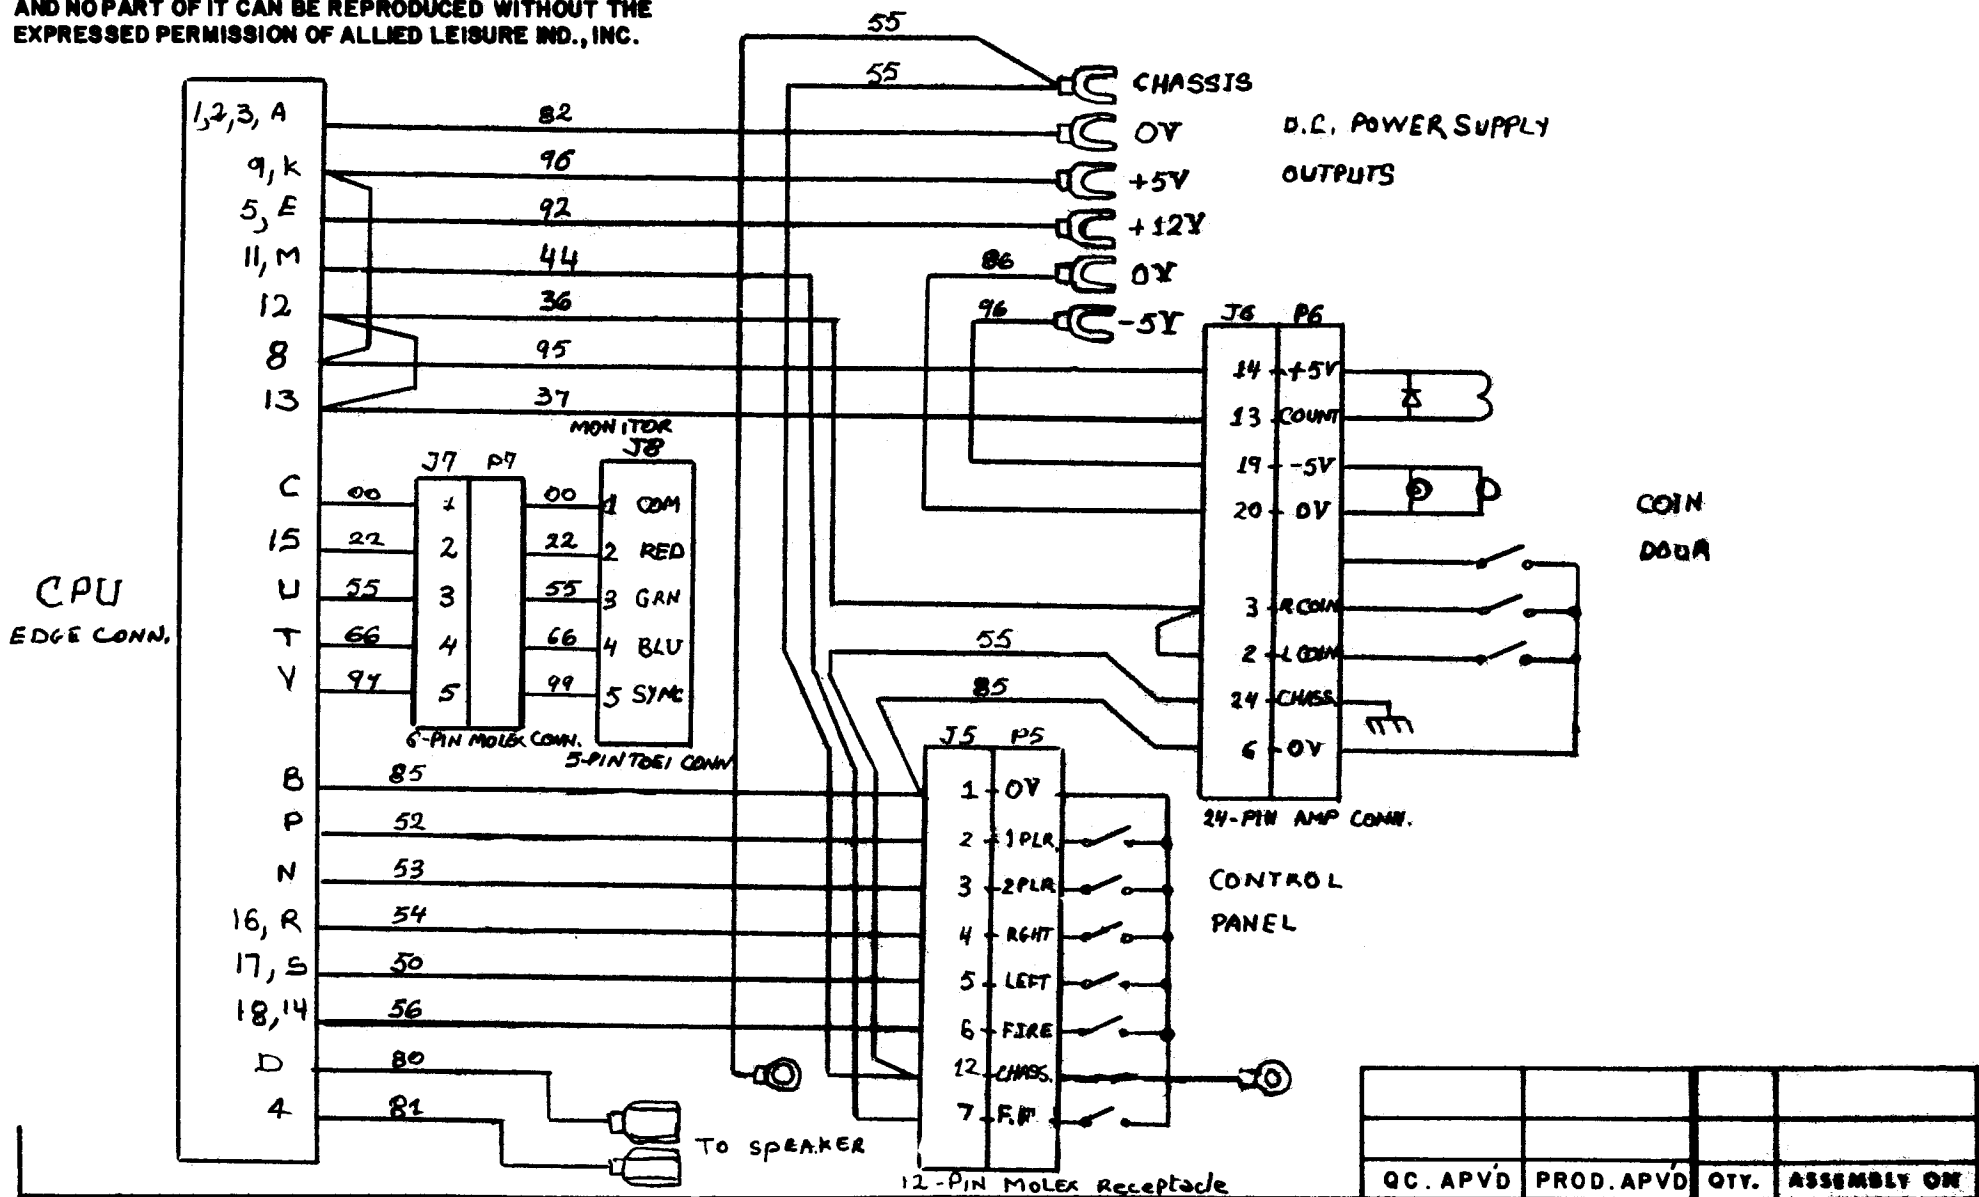 AND NO PART OF IT CAN BE REPRODUCED WITHOUT THE
EXPRESSED PERMISSION OF ALLIED LEISURE IND., INC.
55
55
CHASSIS
1,2,3, A
82
0V
D.C. POWER SUPPLY
OUTPUTS
9, K
96
+5V
5, E
92
+12V
11, M
44
86
0V
12
36
96
-5V
8
95
13
37
J6 P6
14 +5V
13 COUNT
19 -5V
20 0V
3 R COIN
2 L COIN
24 CHASS.
6 0V
24-PIN AMP CONN.
COIN
DOOR
MONITOR
J7 P7 J8
C 00 1 00 1 COM
15 22 2 22 2 RED
U 55 3 55 3 GRN
T 66 4 66 4 BLU
V 5 99 5 SYNC
6-PIN MOLEX CONN.
5-PIN TOEI CONN
CPU
EDGE CONN.
55
85
J5 P5
B 85 1 0V
P 52 2 1 PLR.
N 53 3 2 PLR
16, R 54 4 RGHT
17, S 50 5 LEFT
18, 14 56 6 FIRE
12 CHASS.
7
D 80
4 81
TO SPEAKER
12-PIN MOLEX Receptacle
CONTROL
PANEL
QC. APV'D PROD. APV'D QTY. ASSEMBLY ON